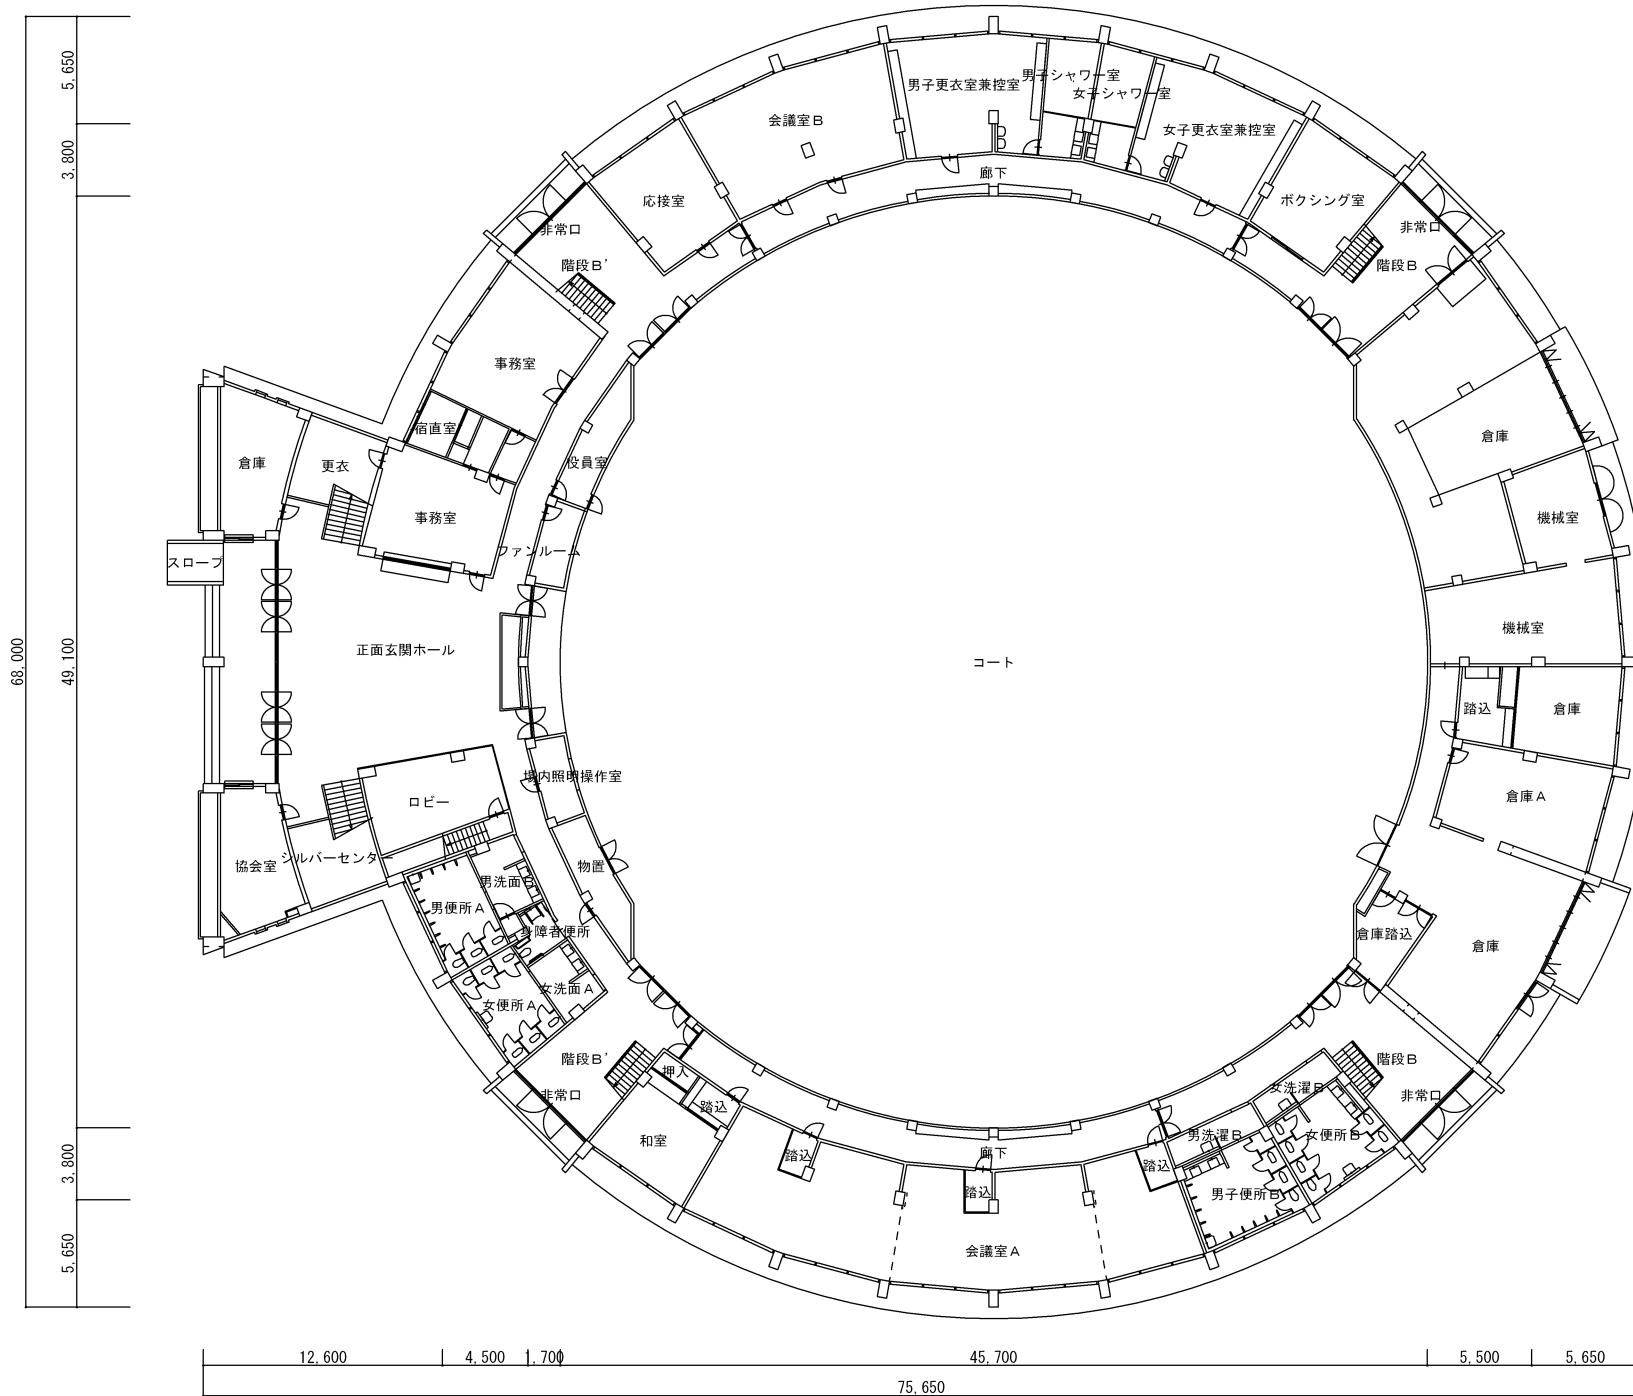 5,650
3,800
49,100
68,000
3,800
5,650
男子更衣室兼控室
男子シャワー室
女子シャワー室
会議室B
女子更衣室兼控室
廊下
応接室
ボクシング室
非常口
非常口
階段B'
階段B
事務室
宿直室
倉庫
更衣
役員室
倉庫
事務室
機械室
ファンルーム
スロープ
機械室
正面玄関ホール
コート
踏込
倉庫
場内照明操作室
倉庫A
ロビー
協会室
シルバーセンター
物置
男洗面B
男便所A
身障者便所
倉庫踏込
倉庫
女洗面A
女便所A
階段B'
階段B
押入
非常口
踏込
女洗濯B
非常口
和室
男洗濯B
女便所B
踏込
廊下
踏込
踏込
男子便所B
会議室A
12,600
4,500
1,700
45,700
5,500
5,650
75,650